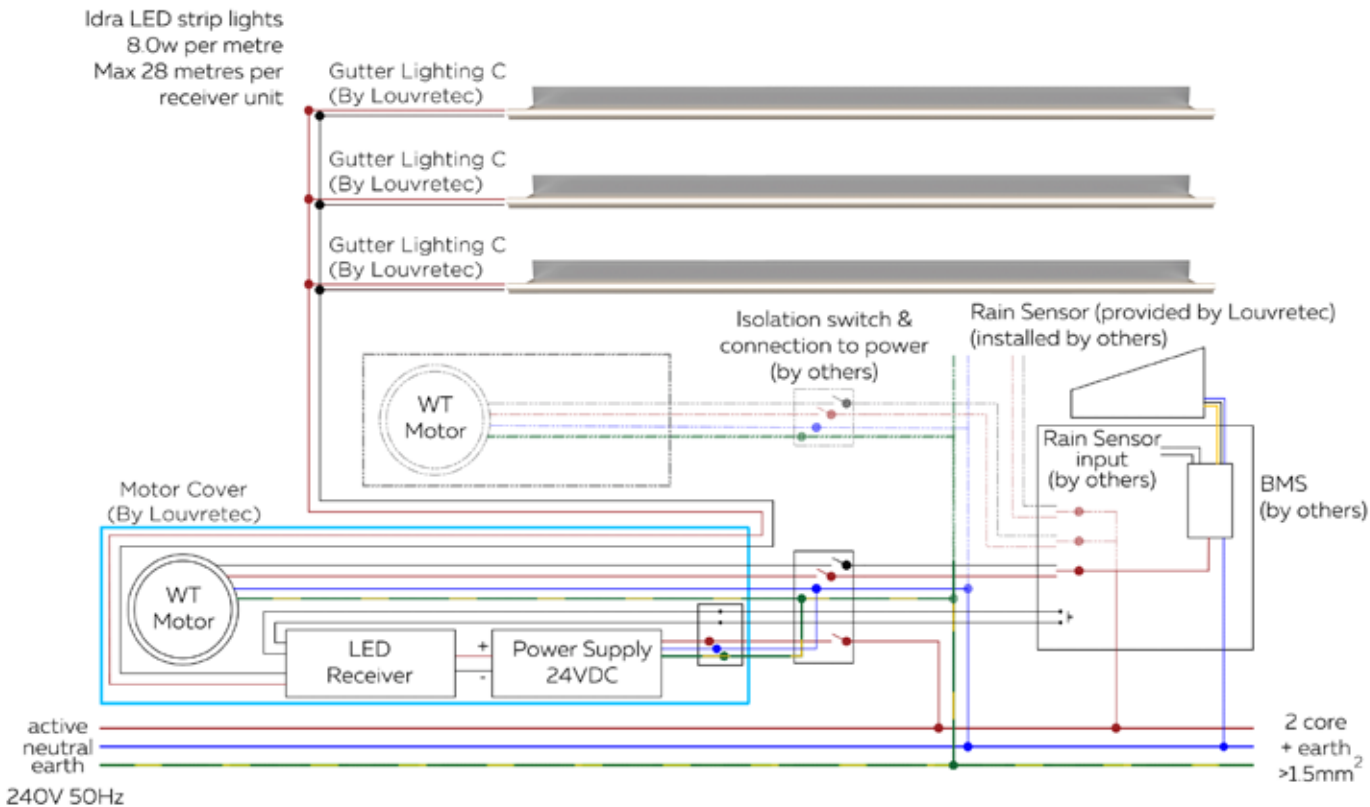 Idra LED strip lights
8.0w per metre
Max 28 metres per
receiver unit
Gutter Lighting C
(By Louvretec)
Gutter Lighting C
(By Louvretec)
Gutter Lighting C
(By Louvretec)
Isolation switch &
connection to power
(by others)
Rain Sensor (provided by Louvretec)
(installed by others)
WT
Motor
Rain Sensor
input
(by others)
BMS
(by others)
Motor Cover
(By Louvretec)
WT
Motor
LED
Receiver
+
-
Power Supply
24VDC
active
neutral
earth
240V 50Hz
2 core
+ earth
>1.5mm²